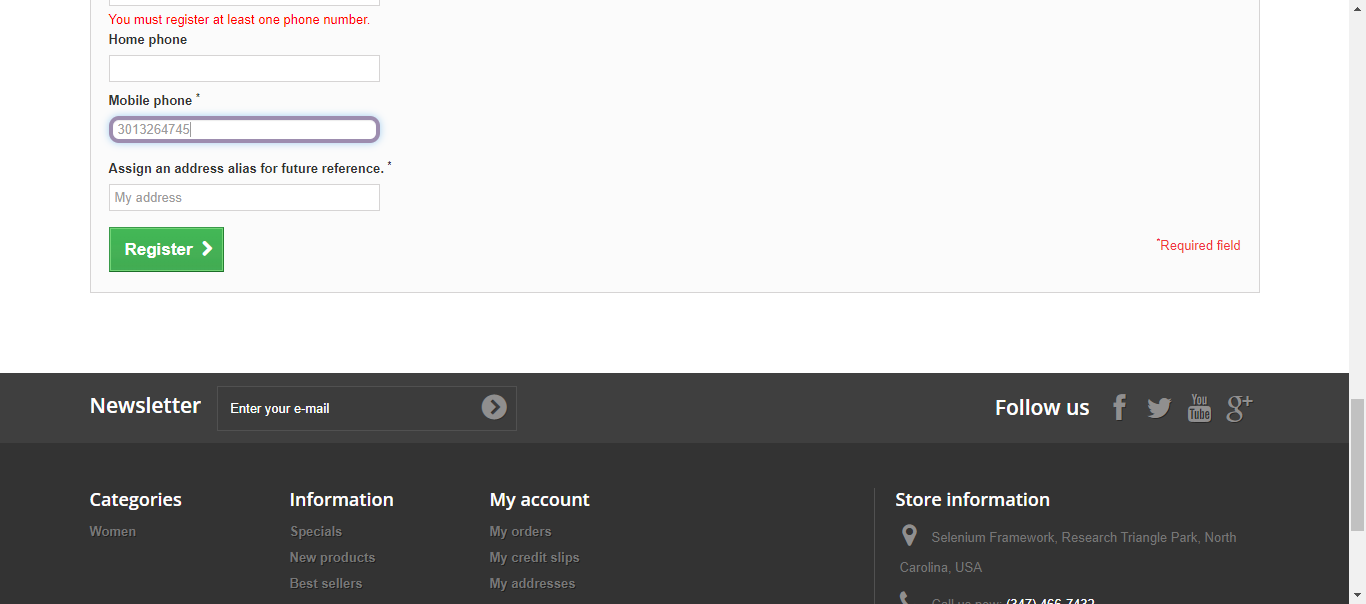 You must register at least one phone number.
Home phone
Mobile phone *
3013264745
Assign an address alias for future reference. *
My address
Register
*Required field
Newsletter
Enter your e-mail
Follow us
You
Tube
g+
Categories
Women
Information
Specials
New products
Best sellers
My account
My orders
My credit slips
My addresses
Store information
Selenium Framework, Research Triangle Park, North
Carolina, USA
Call us now: (347) 466-7432